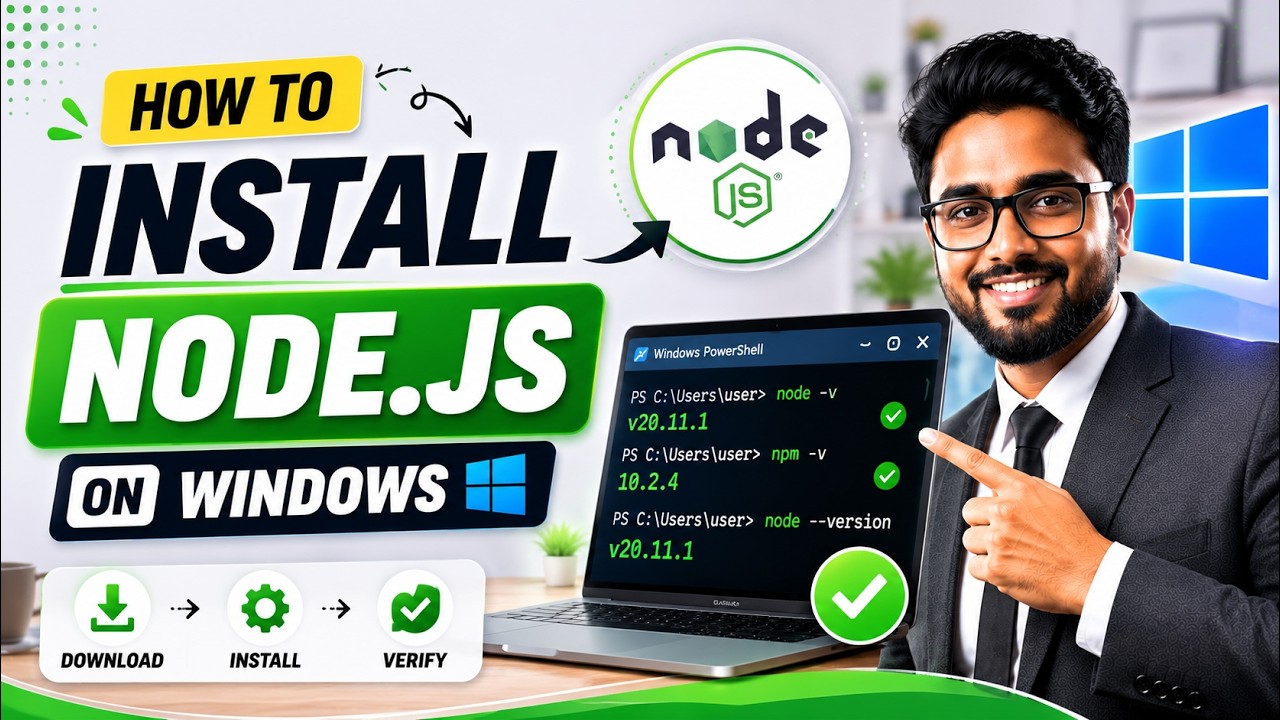 HOW TO
INSTALL
NODE.JS
ON WINDOWS
DOWNLOAD
INSTALL
VERIFY
node
JS
®
Windows PowerShell
PS C:\Users\user> node -v
v20.11.1
PS C:\Users\user> npm -v
10.2.4
PS C:\Users\user> node --version
v20.11.1